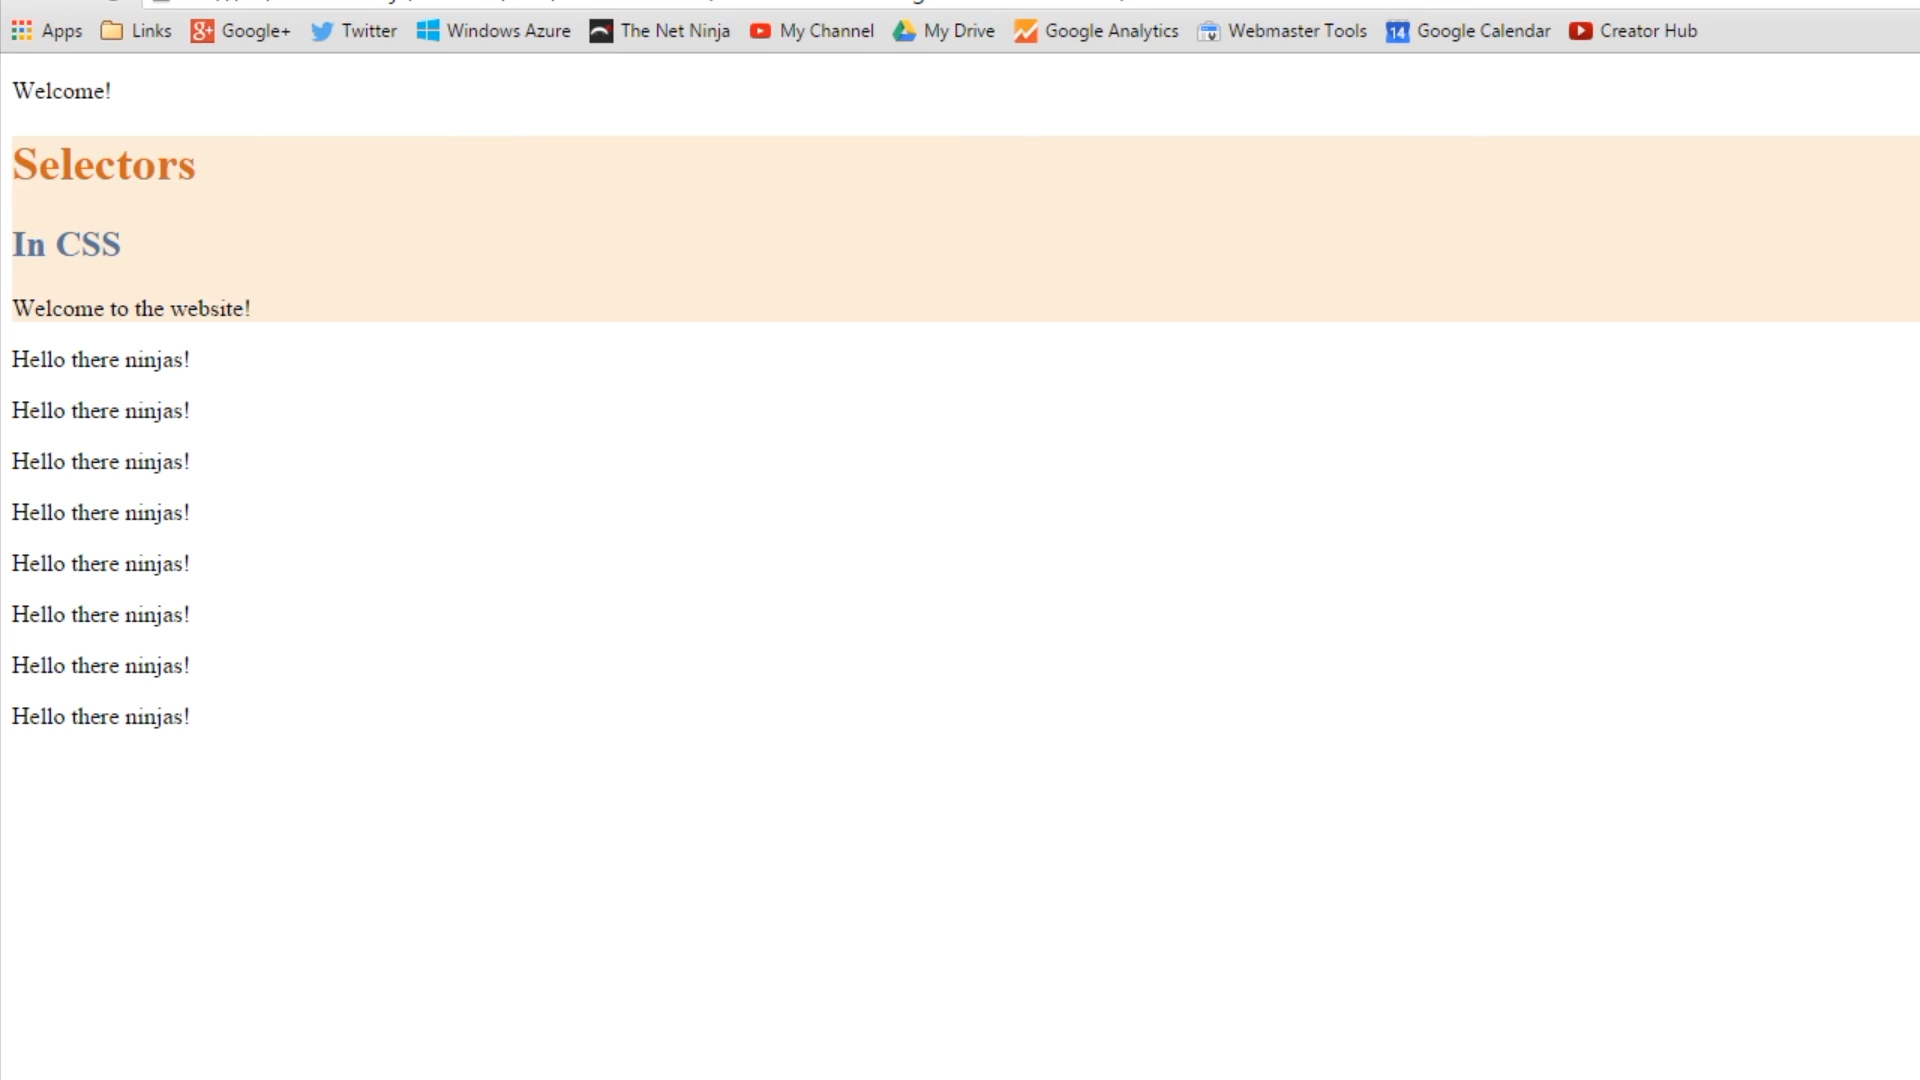 Apps Links Google+ Twitter Windows Azure The Net Ninja My Channel My Drive Google Analytics Webmaster Tools 14 Google Calendar Creator Hub
Welcome!
Selectors
In CSS
Welcome to the website!
Hello there ninjas!
Hello there ninjas!
Hello there ninjas!
Hello there ninjas!
Hello there ninjas!
Hello there ninjas!
Hello there ninjas!
Hello there ninjas!